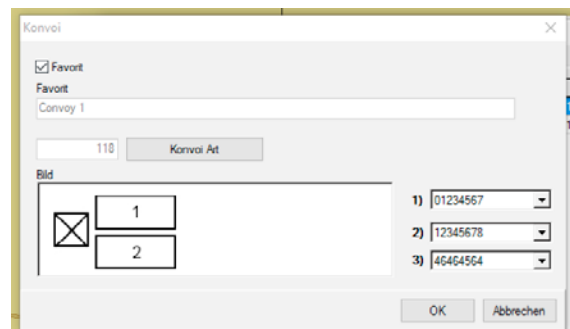 Konvoi
Favorit
Favorit
Convoy 1
118 Konvoi Art
Bild
1
2
1) 01234567
2) 12345678
3) 46464564
OK Abbrechen